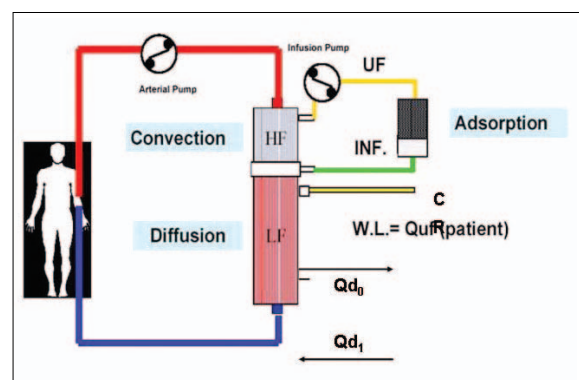 Infusion Pump
UF
Arterial Pump
Convection
HF
Adsorption
INF.
C
R
W.L.= Quf (patient)
Diffusion
LF
Qd0
Qd1